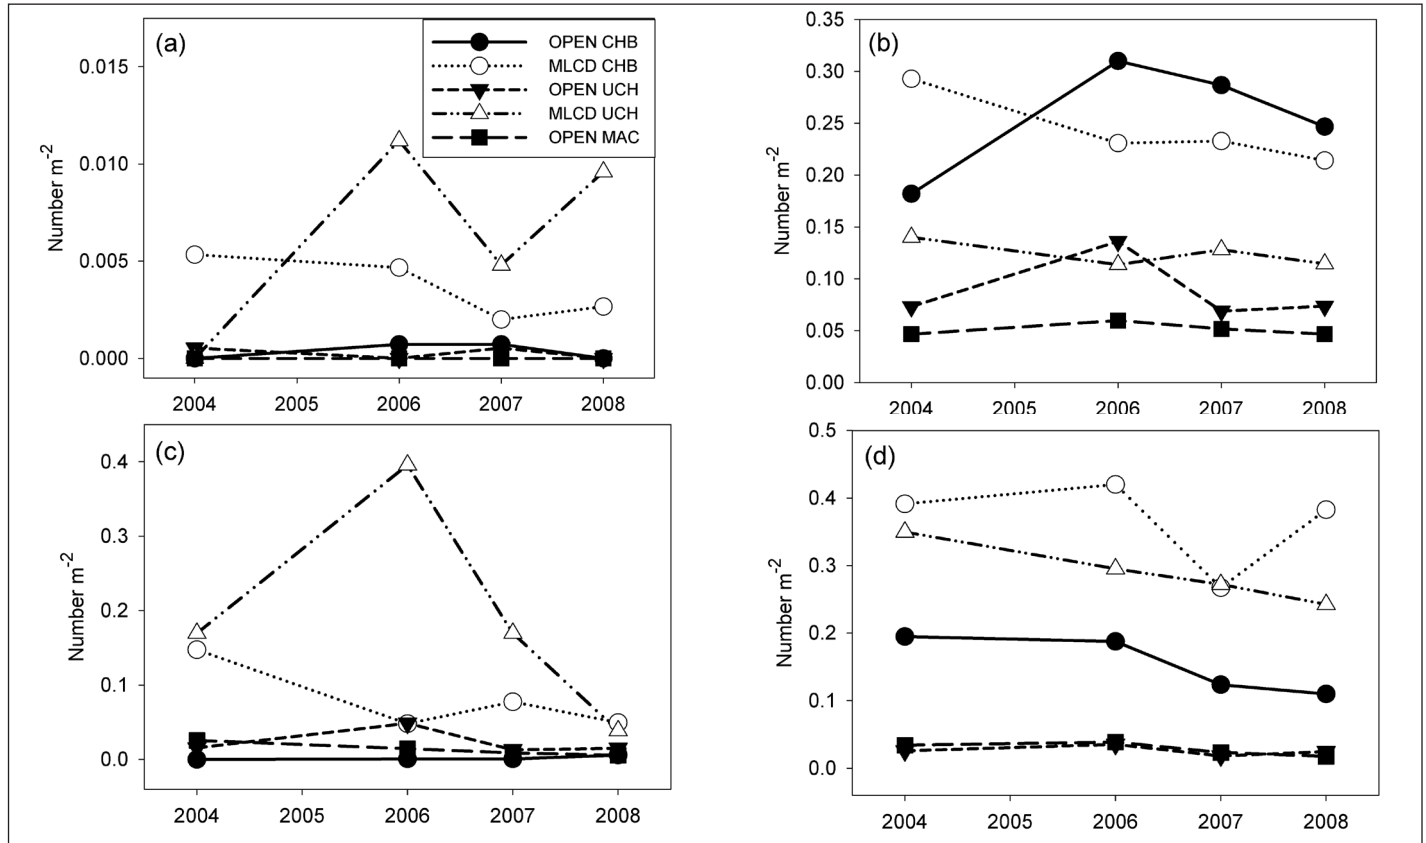 (a)
OPEN CHB
MLCD CHB
OPEN UCH
MLCD UCH
OPEN MAC
0.015
0.010
0.005
0.000
Number m-2
2004 2005 2006 2007 2008
(b)
0.35
0.30
0.25
0.20
0.15
0.10
0.05
0.00
Number m-2
2004 2005 2006 2007 2008
(c)
0.4
0.3
0.2
0.1
0.0
Number m-2
2004 2005 2006 2007 2008
(d)
0.5
0.4
0.3
0.2
0.1
0.0
Number m-2
2004 2005 2006 2007 2008